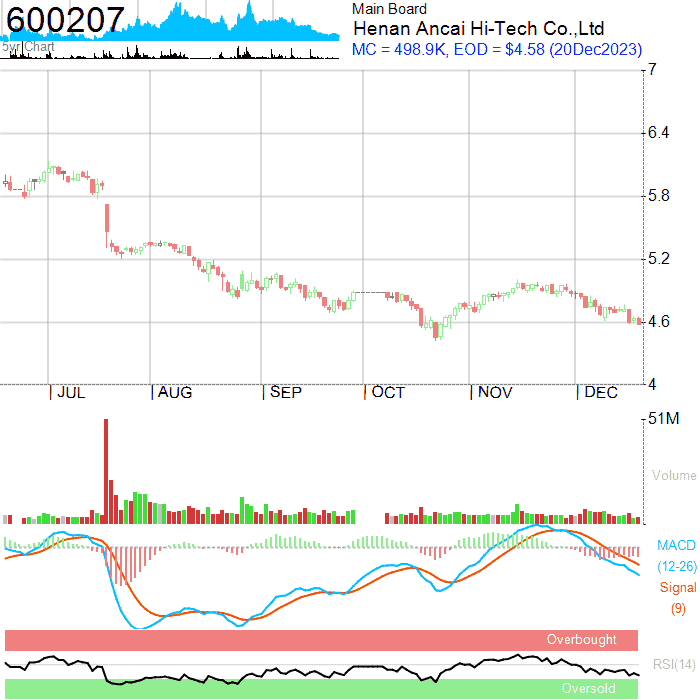 600207
5yr Chart
Main Board
Henan Ancai Hi-Tech Co.,Ltd
MC = 498.9K, EOD = $4.58 (20Dec2023)
7
6.4
5.8
5.2
4.6
4
JUL AUG SEP OCT NOV DEC
51M
Volume
MACD
(12-26)
Signal
(9)
Overbought
RSI(14)
Oversold